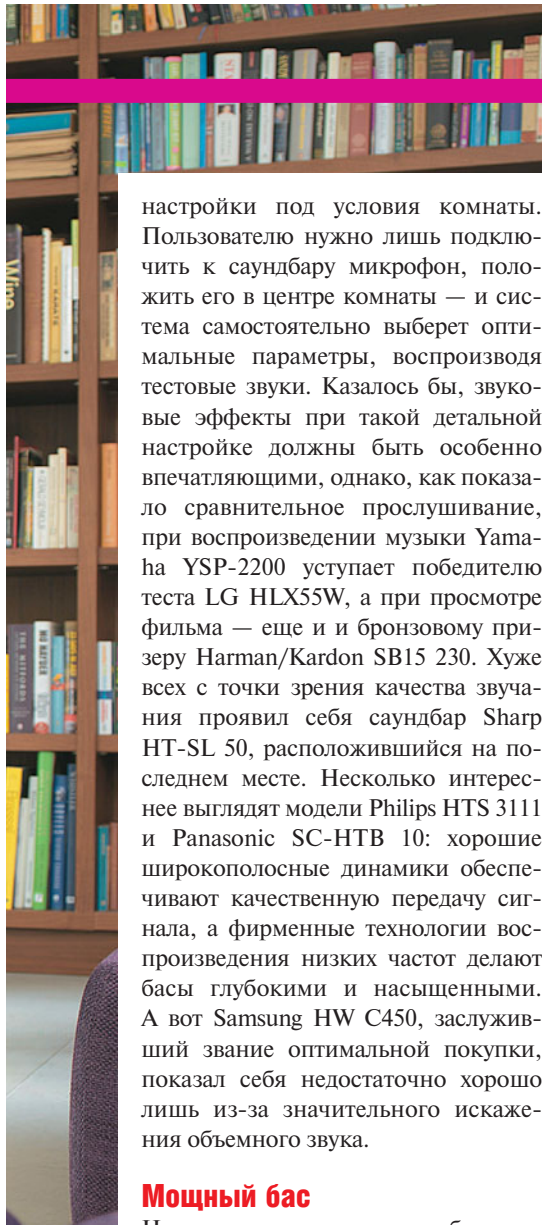 настройки под условия комнаты.
Пользователю нужно лишь подклю-
чить к саундбару микрофон, поло-
жить его в центре комнаты — и сис-
тема самостоятельно выберет опти-
мальные параметры, воспроизводя
тестовые звуки. Казалось бы, звуко-
вые эффекты при такой детальной
настройке должны быть особенно
впечатляющими, однако, как показа-
ло сравнительное прослушивание,
при воспроизведении музыки Yama-
ha YSP-2200 уступает победителю
теста LG HLX55W, а при просмотре
фильма — еще и и бронзовому при-
зеру Harman/Kardon SB15 230. Хуже
всех с точки зрения качества звуча-
ния проявил себя саундбар Sharp
HT-SL 50, расположившийся на по-
следнем месте. Несколько интерес-
нее выглядят модели Philips HTS 3111
и Panasonic SC-HTB 10: хорошие
широкополосные динамики обеспе-
чивают качественную передачу сиг-
нала, а фирменные технологии вос-
произведения низких частот делают
басы глубокими и насыщенными.
А вот Samsung HW C450, заслужив-
ший звание оптимальной покупки,
показал себя недостаточно хорошо
лишь из-за значительного искаже-
ния объемного звука.
Мощный бас
Wine